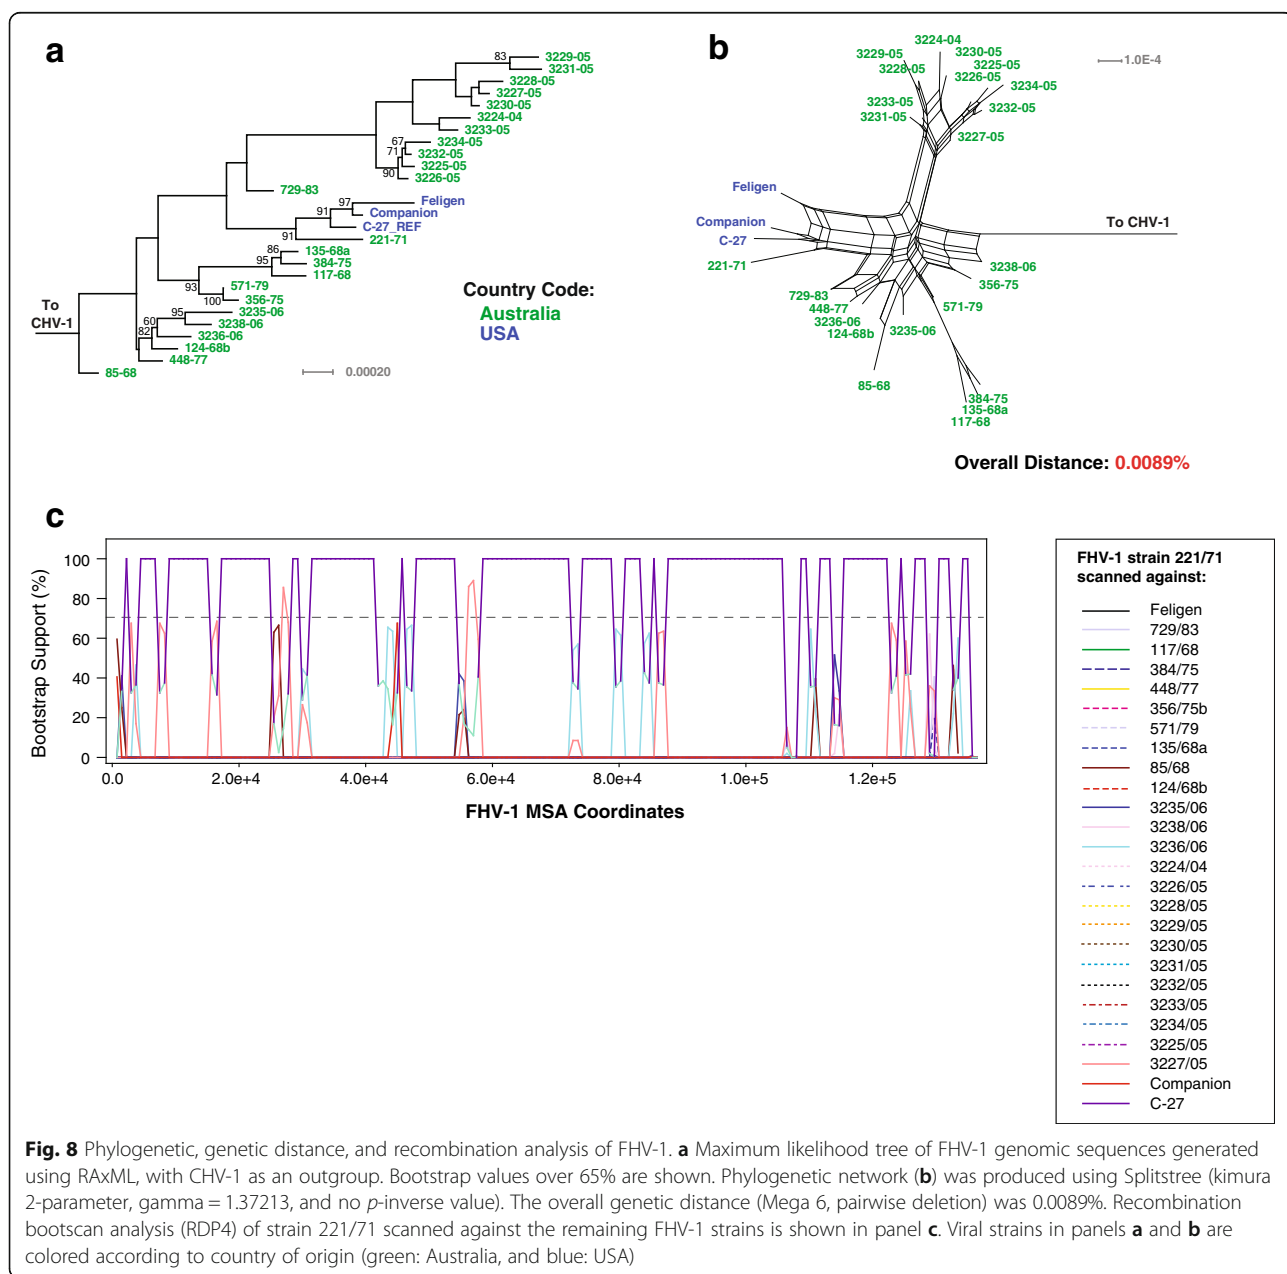 a
83
3229-05
3231-05
3228-05
3227-05
3230-05
3224-04
3233-05
67
3234-05
71
3232-05
3225-05
90
3226-05
729-83
97
Feligen
91
Companion
C-27_REF
91
221-71
86
135-68a
95
384-75
117-68
93
571-79
100
356-75
95
3235-06
60
3238-06
82
3236-06
124-68b
448-77
85-68
To
CHV-1
0.00020
Country Code:
Australia
USA
b
1.0E-4
3224-04
3229-05
3230-05
3228-05
3225-05
3226-05
3234-05
3233-05
3232-05
3231-05
3227-05
Feligen
Companion
C-27
221-71
To CHV-1
3238-06
356-75
571-79
729-83
448-77
3236-06
3235-06
124-68b
85-68
384-75
135-68a
117-68
Overall Distance: 0.0089%
c
Bootstrap Support (%)
100
80
60
40
20
0
0.0
2.0e+4
4.0e+4
6.0e+4
8.0e+4
1.0e+5
1.2e+5
FHV-1 MSA Coordinates
FHV-1 strain 221/71
scanned against:
Feligen
729/83
117/68
384/75
448/77
356/75b
571/79
135/68a
85/68
124/68b
3235/06
3238/06
3236/06
3224/04
3226/05
3228/05
3229/05
3230/05
3231/05
3232/05
3233/05
3234/05
3225/05
3227/05
Companion
C-27
Fig. 8 Phylogenetic, genetic distance, and recombination analysis of FHV-1. a Maximum likelihood tree of FHV-1 genomic sequences generated
using RAxML, with CHV-1 as an outgroup. Bootstrap values over 65% are shown. Phylogenetic network (b) was produced using Splitstree (kimura
2-parameter, gamma = 1.37213, and no p-inverse value). The overall genetic distance (Mega 6, pairwise deletion) was 0.0089%. Recombination
bootscan analysis (RDP4) of strain 221/71 scanned against the remaining FHV-1 strains is shown in panel c. Viral strains in panels a and b are
colored according to country of origin (green: Australia, and blue: USA)